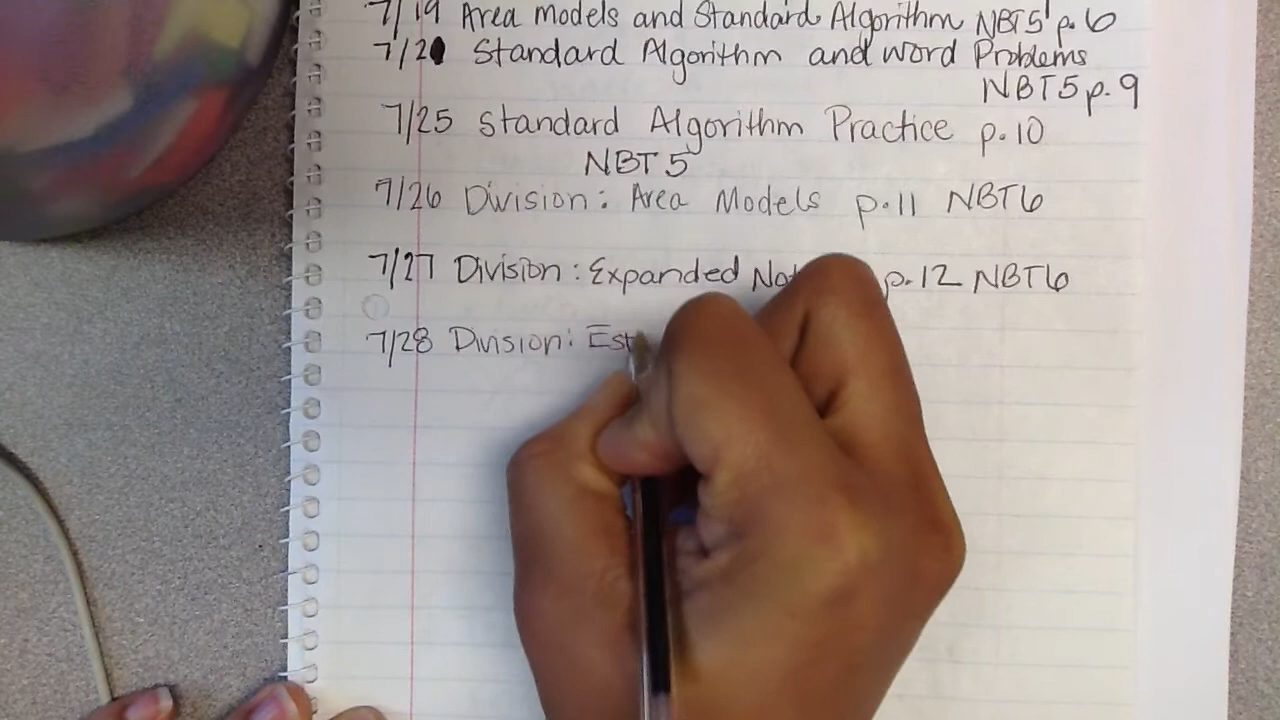 7/19 Area models and Standard Algorithm NBT5 p. 6
7/20 Standard Algorithm and word Problems
NBT5 p. 9
7/25 Standard Algorithm Practice p. 10
NBT5
7/26 Division: Area Models p. 11 NBT6
7/27 Division: Expanded p. 12 NBT6
7/28 Division: Est